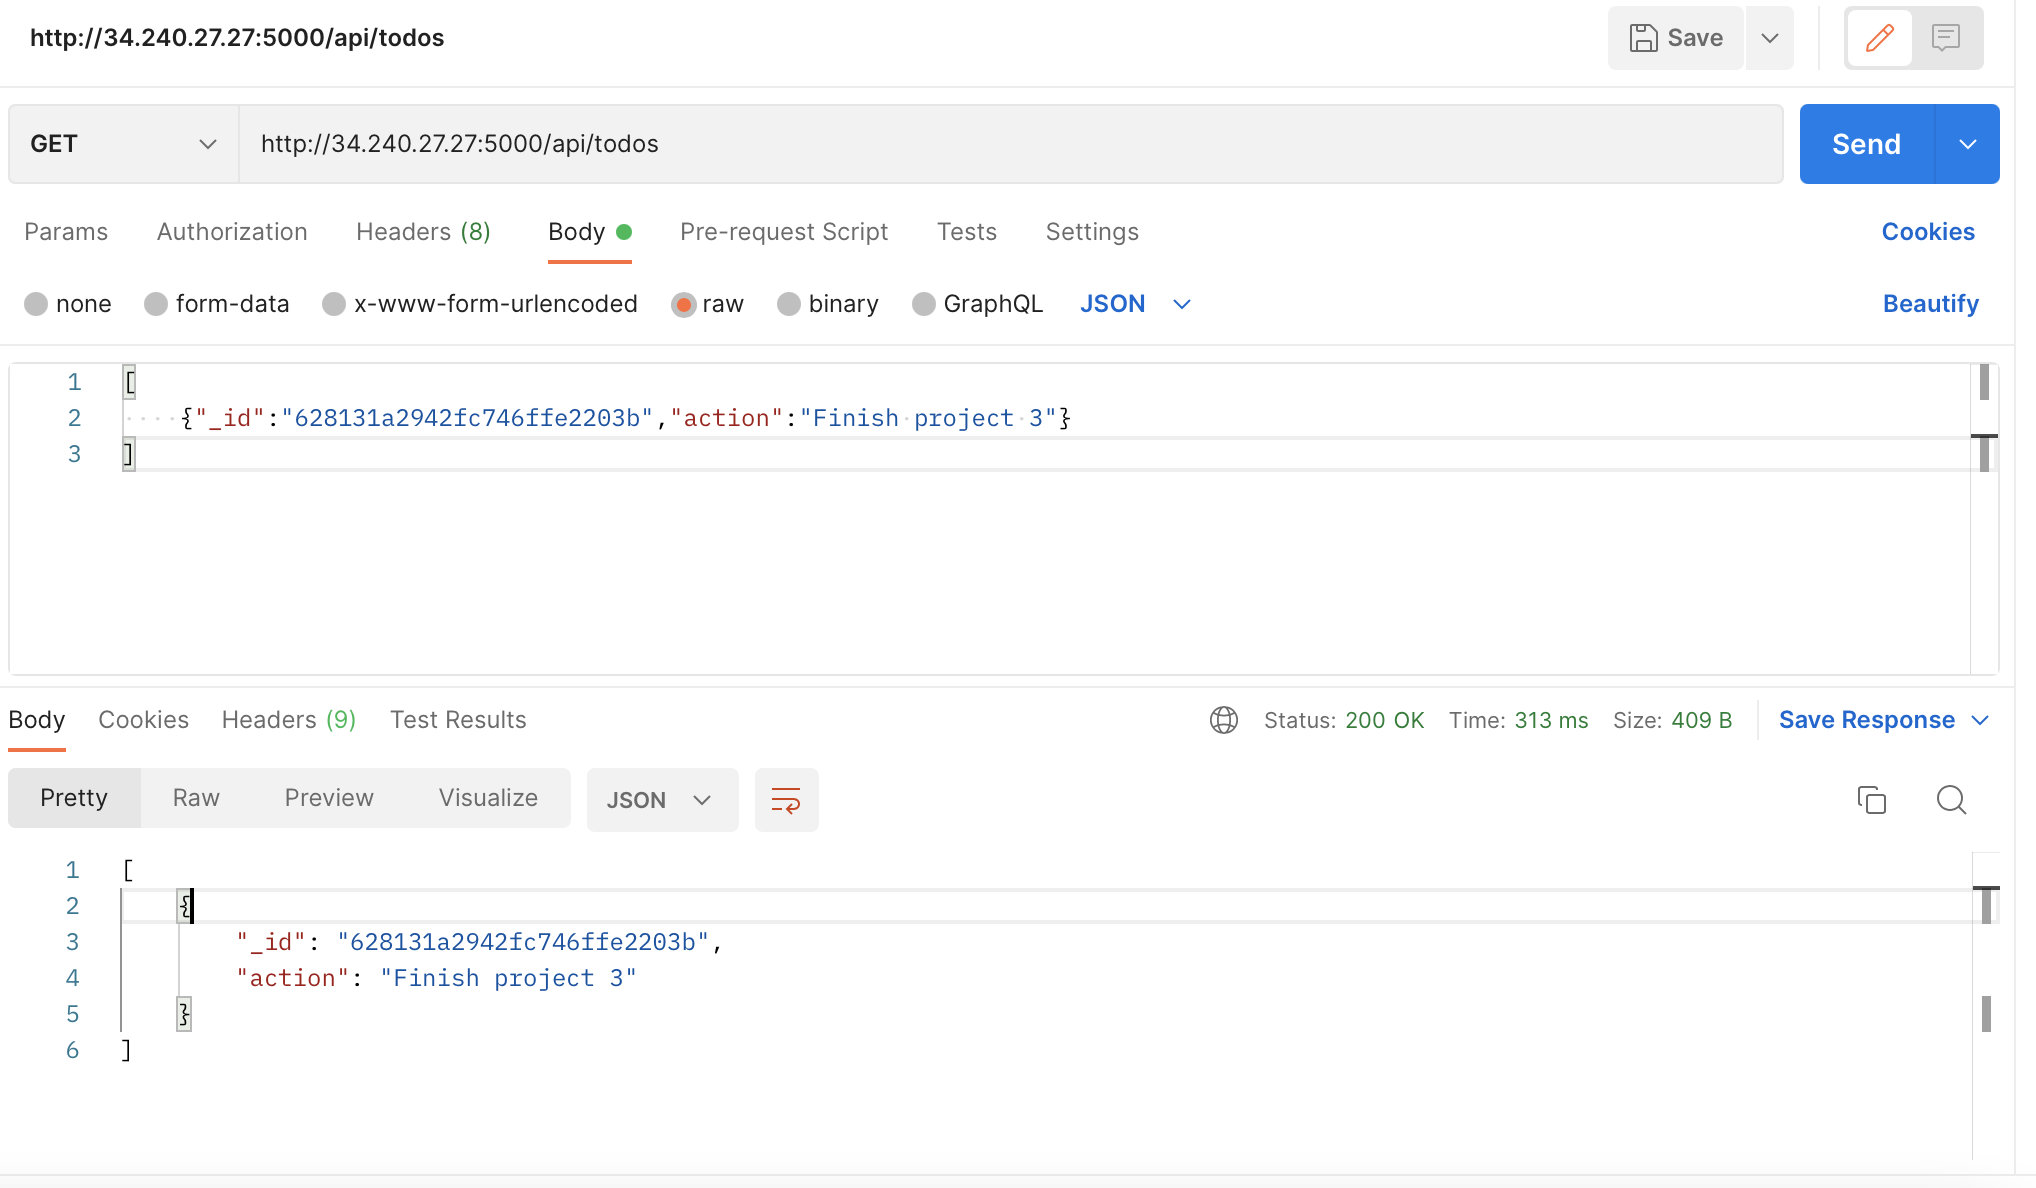 http://34.240.27.27:5000/api/todos
Save
GET
http://34.240.27.27:5000/api/todos
Send
Params Authorization Headers (8) Body Pre-request Script Tests Settings Cookies
none form-data x-www-form-urlencoded raw binary GraphQL JSON Beautify
1 [
2 {"_id":"628131a2942fc746ffe2203b","action":"Finish project 3"}
3 ]
Body Cookies Headers (9) Test Results Status: 200 OK Time: 313 ms Size: 409 B Save Response
Pretty Raw Preview Visualize JSON
1 [
2 {
3 "_id": "628131a2942fc746ffe2203b",
4 "action": "Finish project 3"
5 }
6 ]